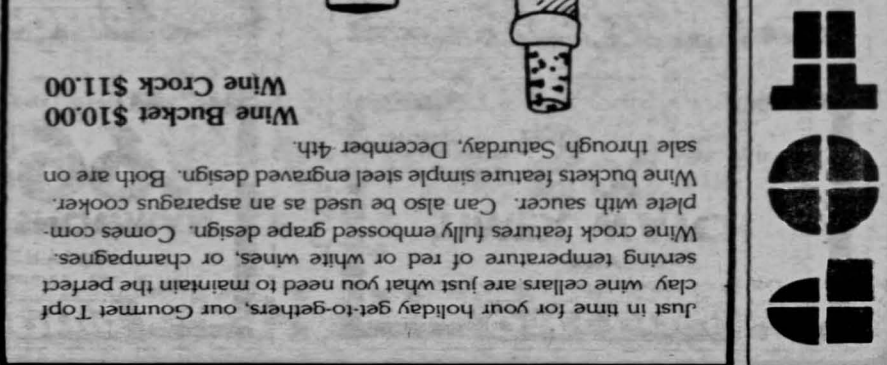 Just in time for your holiday get-to-gethers, our Gourmet Topf
clay wine cellars are just what you need to maintain the perfect
serving temperature of red or white wines, or champagnes.
Wine crock features fully embossed grape design. Comes com-
plete with saucer. Can also be used as an asparagus cooker.
Wine buckets feature simple steel engraved design. Both are on
sale through Saturday, December 4th.
Wine Bucket $10.00
Wine Crock $11.00